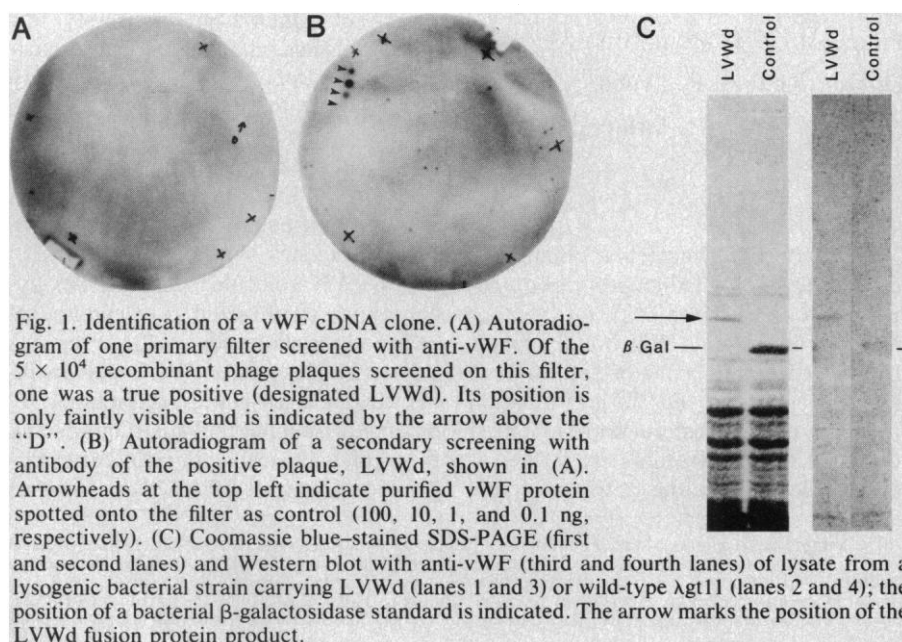 A
B
C
LVWd
Control
LVWd
Control
D
β Gal
Fig. 1. Identification of a vWF cDNA clone. (A) Autoradio-
gram of one primary filter screened with anti-vWF. Of the
5 × 10⁴ recombinant phage plaques screened on this filter,
one was a true positive (designated LVWd). Its position is
only faintly visible and is indicated by the arrow above the
“D”. (B) Autoradiogram of a secondary screening with
antibody of the positive plaque, LVWd, shown in (A).
Arrowheads at the top left indicate purified vWF protein
spotted onto the filter as control (100, 10, 1, and 0.1 ng,
respectively). (C) Coomassie blue–stained SDS-PAGE (first
and second lanes) and Western blot with anti-vWF (third and fourth lanes) of lysate from a
lysogenic bacterial strain carrying LVWd (lanes 1 and 3) or wild-type λgt11 (lanes 2 and 4); the
position of a bacterial β-galactosidase standard is indicated. The arrow marks the position of the
LVWd fusion protein product.